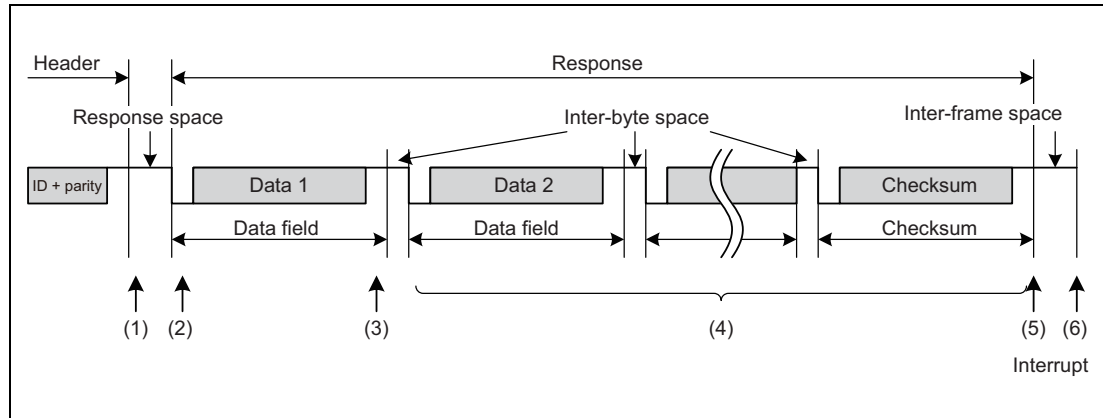 Header
Response
Response space
Inter-byte space
Inter-frame space
ID + parity
Data 1
Data 2
Checksum
Data field
Data field
Checksum
(1)
(2)
(3)
(4)
(5)
(6)
Interrupt